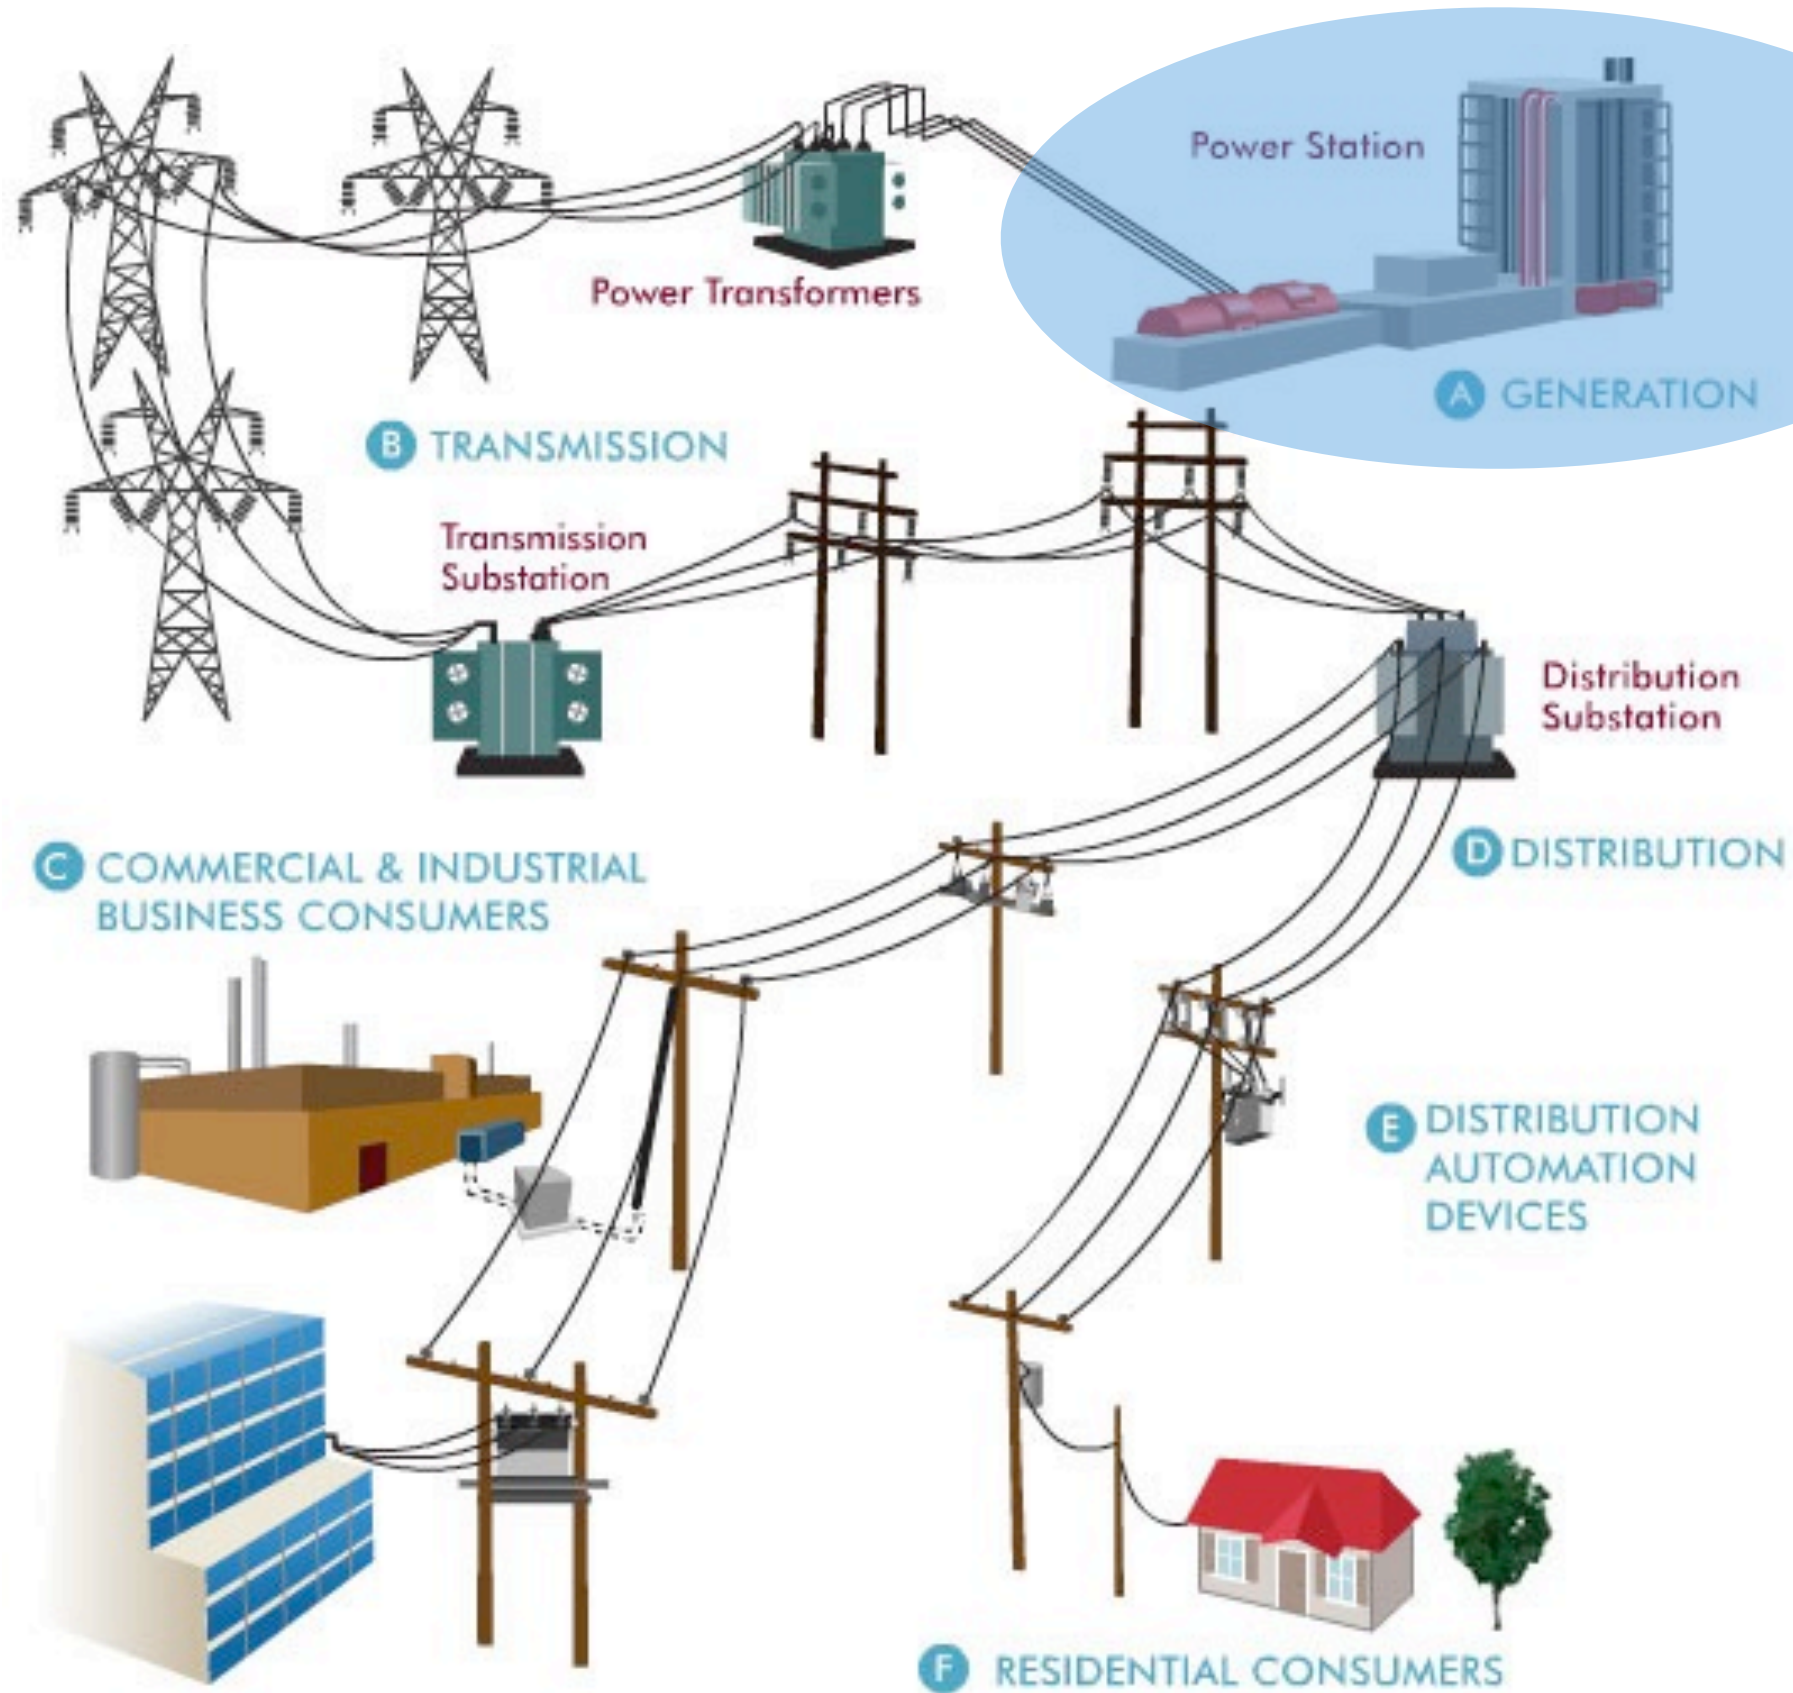 Power Station
Power Transformers
A GENERATION
B TRANSMISSION
Transmission
Substation
Distribution
Substation
C COMMERCIAL & INDUSTRIAL
BUSINESS CONSUMERS
D DISTRIBUTION
E DISTRIBUTION
AUTOMATION
DEVICES
F RESIDENTIAL CONSUMERS